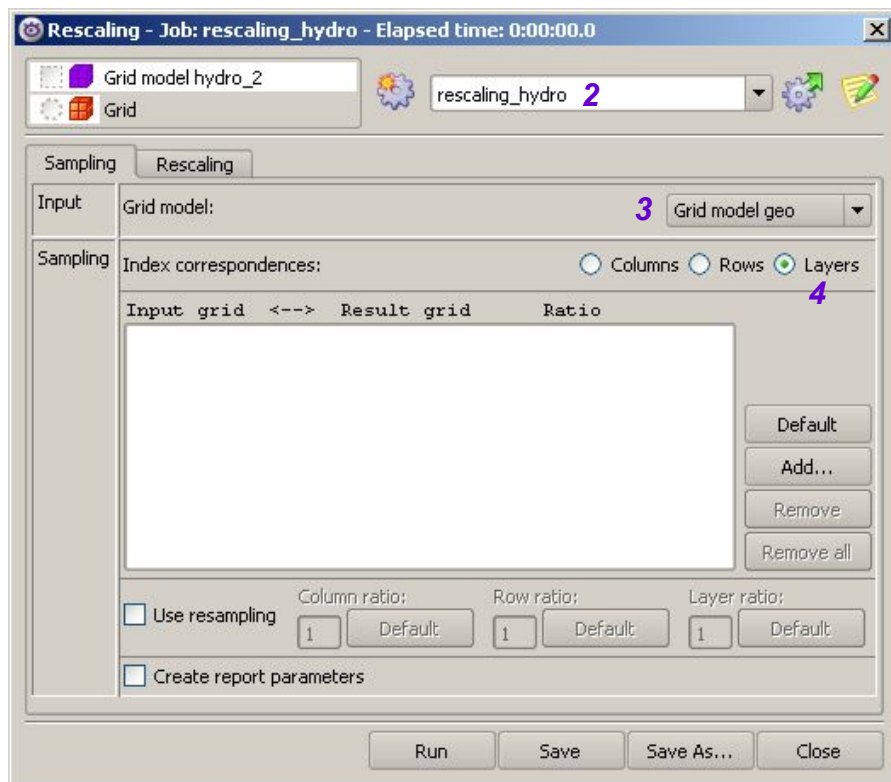 Rescaling - Job: rescaling_hydro - Elapsed time: 0:00:00.0
Grid model hydro_2
Grid
rescaling_hydro 2
Sampling Rescaling
Input Grid model: 3 Grid model geo
Sampling Index correspondences: Columns Rows Layers
4
Input grid <--> Result grid Ratio
Default
Add...
Remove
Remove all
Column ratio: Row ratio: Layer ratio:
Use resampling 1 Default 1 Default 1 Default
Create report parameters
Run Save Save As... Close